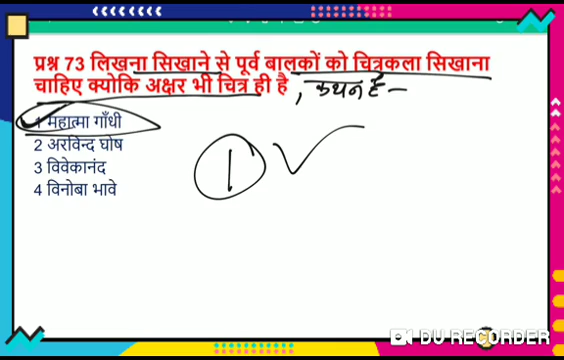 प्रश्न 73 लिखना सिखाने से पूर्व बालकों को चित्रकला सिखाना
चाहिए क्योकि अक्षर भी चित्र ही है , कथन है -
1 महात्मा गाँधी
2 अरविन्द घोष
3 विवेकानंद
4 विनोबा भावे
1
DU RECORDER